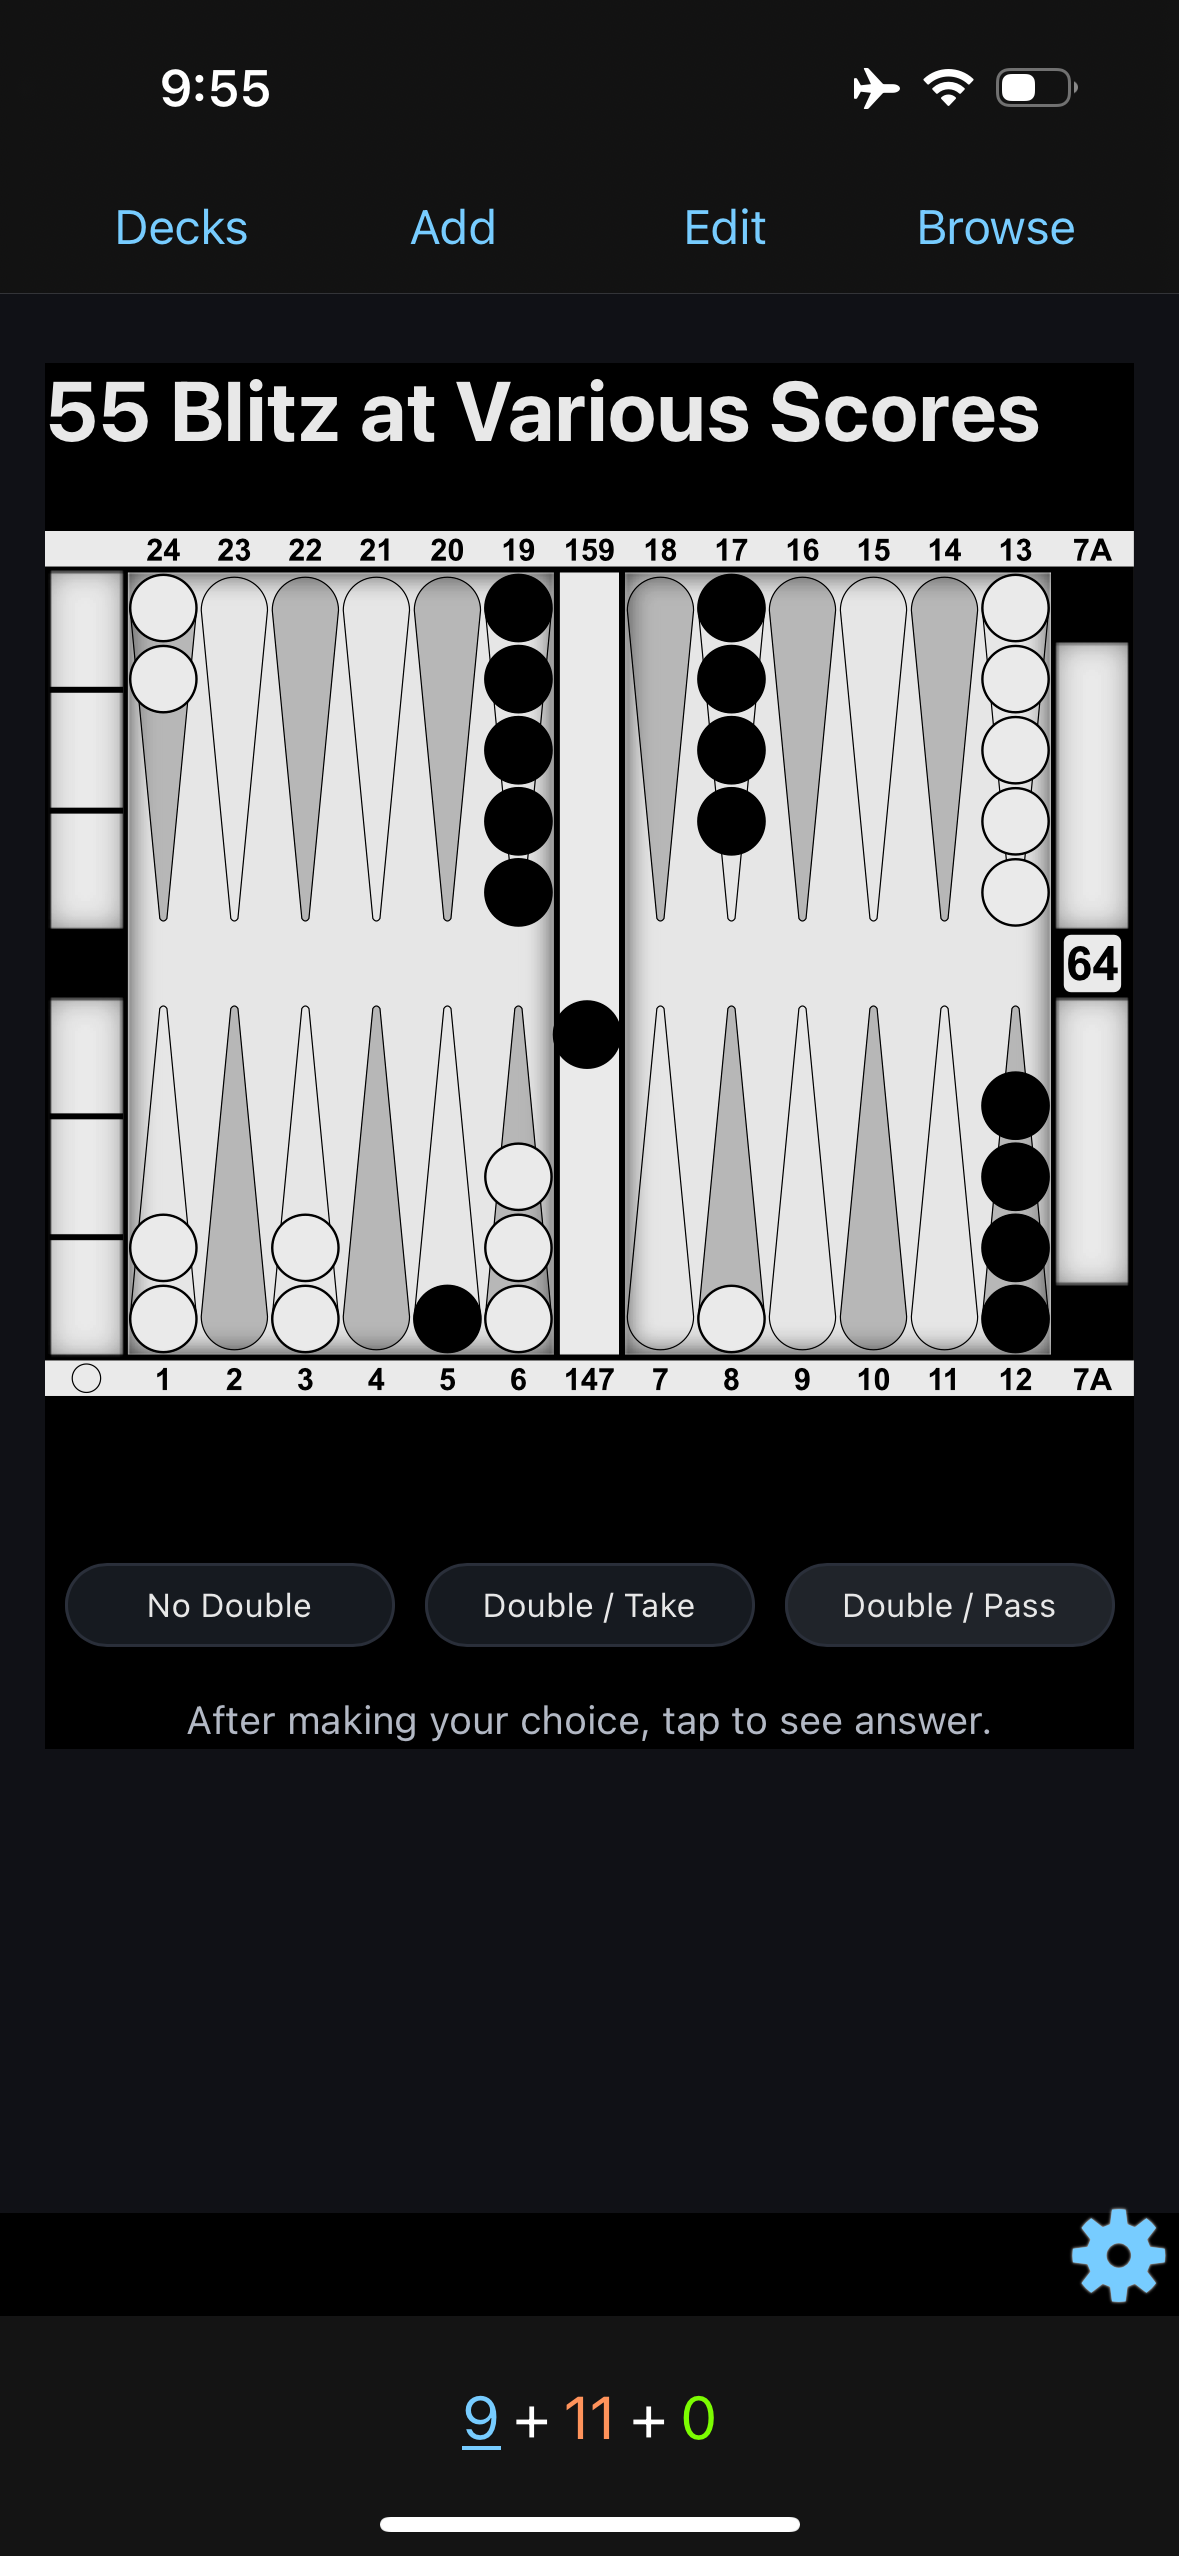 9:55
Decks Add Edit Browse
55 Blitz at Various Scores
24 23 22 21 20 19 159 18 17 16 15 14 13 7A
64
1 2 3 4 5 6 147 7 8 9 10 11 12 7A
No Double Double / Take Double / Pass
After making your choice, tap to see answer.
9 + 11 + 0